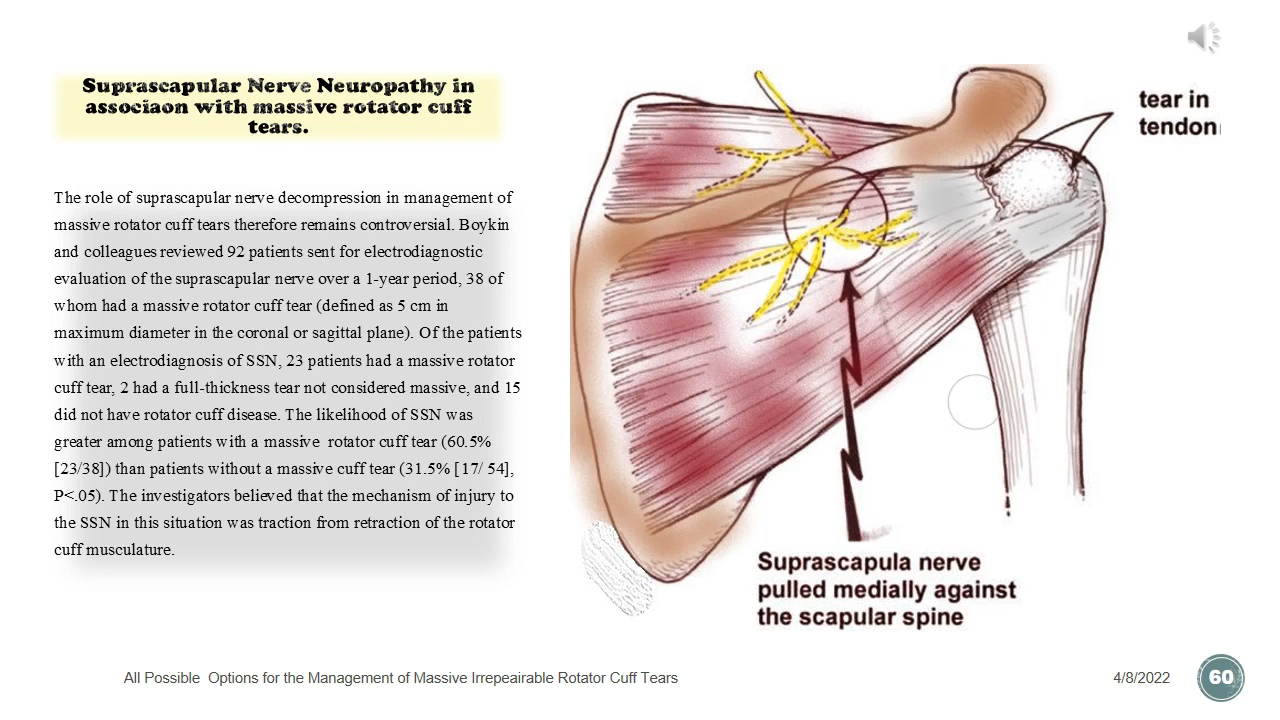 Suprascapular Nerve Neuropathy in
associaon with massive rotator cuff
tears.
The role of suprascapular nerve decompression in management of
massive rotator cuff tears therefore remains controversial. Boykin
and colleagues reviewed 92 patients sent for electrodiagnostic
evaluation of the suprascapular nerve over a 1-year period, 38 of
whom had a massive rotator cuff tear (defined as 5 cm in
maximum diameter in the coronal or sagittal plane). Of the patients
with an electrodiagnosis of SSN, 23 patients had a massive rotator
cuff tear, 2 had a full-thickness tear not considered massive, and 15
did not have rotator cuff disease. The likelihood of SSN was
greater among patients with a massive rotator cuff tear (60.5%
[23/38]) than patients without a massive cuff tear (31.5% [17/ 54],
P<.05). The investigators believed that the mechanism of injury to
the SSN in this situation was traction from retraction of the rotator
cuff musculature.
tear in
tendon
Suprascapula nerve
pulled medially against
the scapular spine
All Possible Options for the Management of Massive Irrepeairable Rotator Cuff Tears
4/8/2022
60